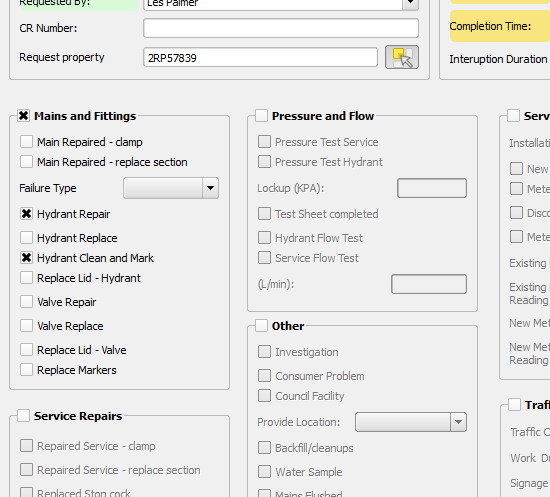 Requested By:
Les Palmer
CR Number:
Request property
2RP57839
Completion Time:
Interuption Duration
Mains and Fittings
Main Repaired - clamp
Main Repaired - replace section
Failure Type
Hydrant Repair
Hydrant Replace
Hydrant Clean and Mark
Replace Lid - Hydrant
Valve Repair
Valve Replace
Replace Lid - Valve
Replace Markers
Service Repairs
Repaired Service - clamp
Repaired Service - replace section
Replaced Stop cock
Pressure and Flow
Pressure Test Service
Pressure Test Hydrant
Lockup (KPA):
Test Sheet completed
Hydrant Flow Test
Service Flow Test
(L/min):
Other
Investigation
Consumer Problem
Council Facility
Provide Location:
Backfill/cleanups
Water Sample
Mains Flushed
Serv
Installati
New
Mete
Disco
Mete
Existing
Existing
Reading
New Met
New Met
Reading
Traff
Traffic C
Work Du
Signage